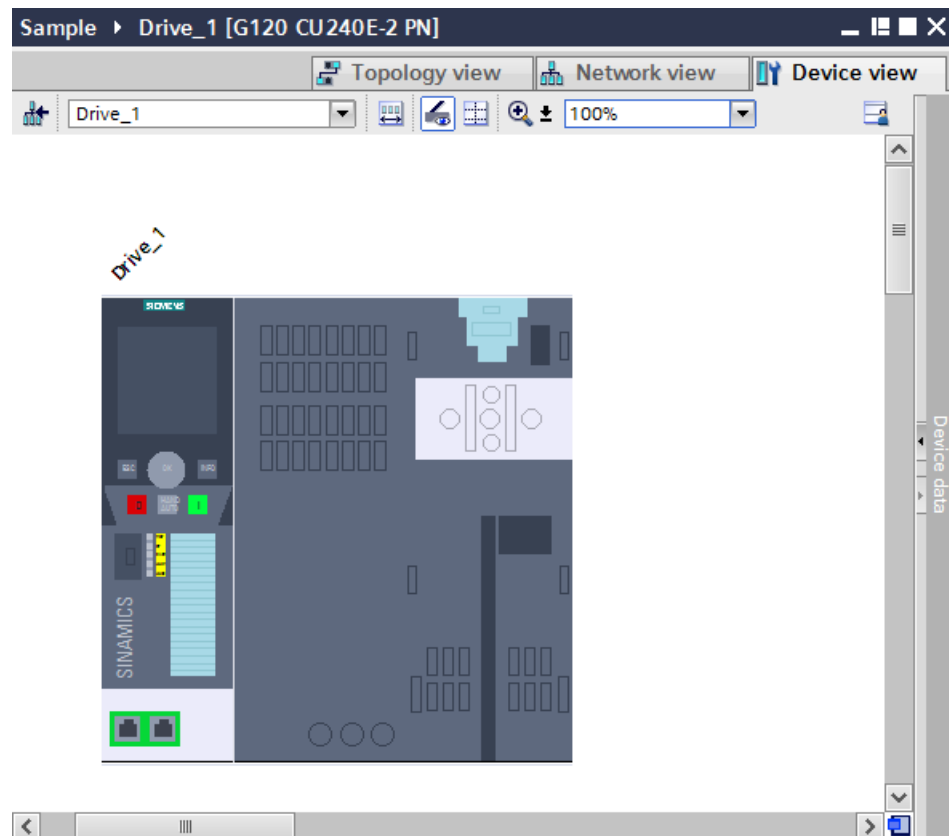 Sample ▸ Drive_1 [G120 CU240E-2 PN]
Topology view
Network view
Device view
Drive_1
100%
Drive_1
SIEMENS
ESC
OK
INFO
HAND
AUTO
SINAMICS
Device data